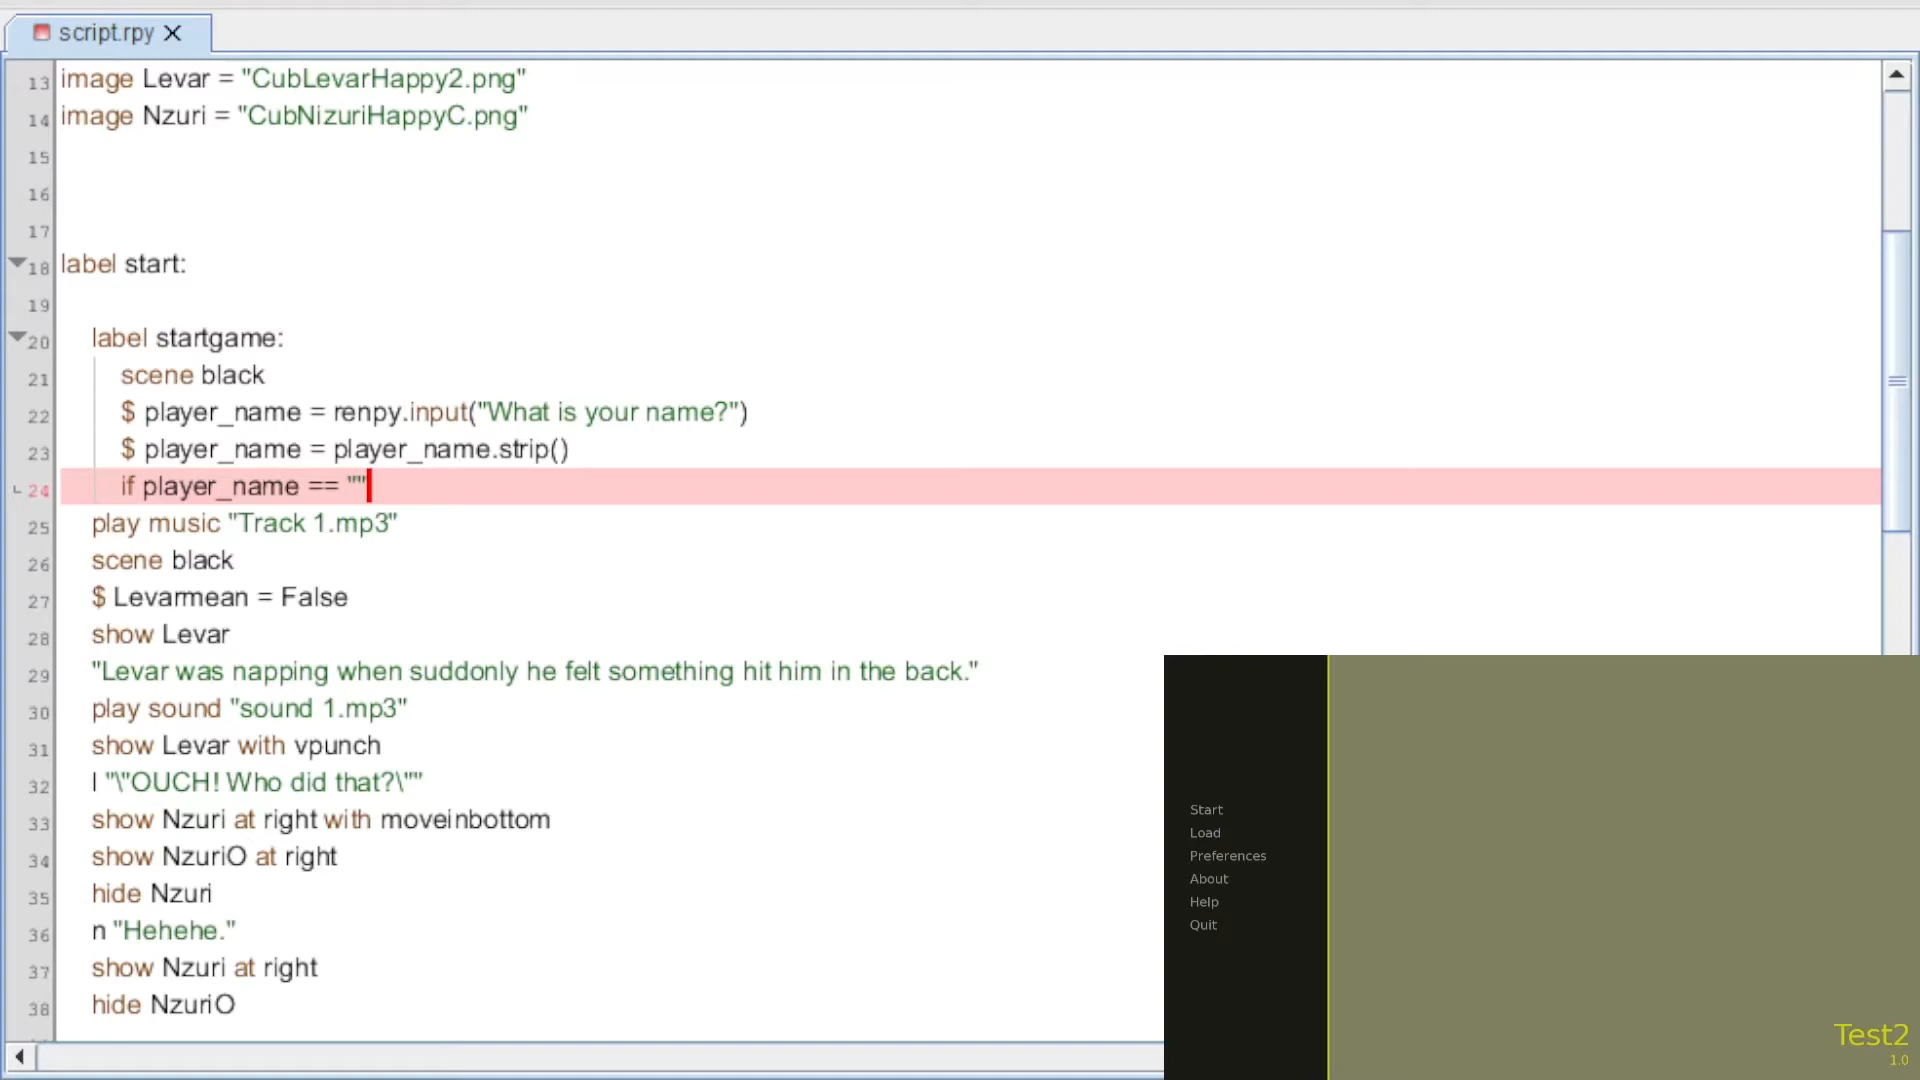 script.rpy X
13 image Levar = "CubLevarHappy2.png"
14 image Nzuri = "CubNizuriHappyC.png"
15
16
17
18 label start:
19
20 label startgame:
21 scene black
22 $ player_name = renpy.input("What is your name?")
23 $ player_name = player_name.strip()
24 if player_name == ""
25 play music "Track 1.mp3"
26 scene black
27 $ Levarmean = False
28 show Levar
29 "Levar was napping when suddonly he felt something hit him in the back."
30 play sound "sound 1.mp3"
31 show Levar with vpunch
32 l "\"OUCH! Who did that?\""
33 show Nzuri at right with moveinbottom
34 show NzuriO at right
35 hide Nzuri
36 n "Hehehe."
37 show Nzuri at right
38 hide NzuriO
Start
Load
Preferences
About
Help
Quit
Test2
1.0